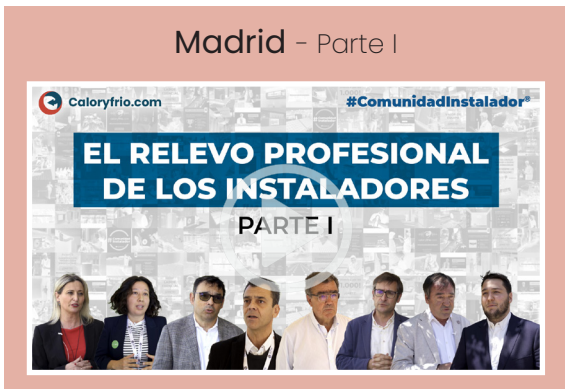 Madrid - Parte I
Caloryfrio.com
#ComunidadInstalador®
EL RELEVO PROFESIONAL
DE LOS INSTALADORES
PARTE I